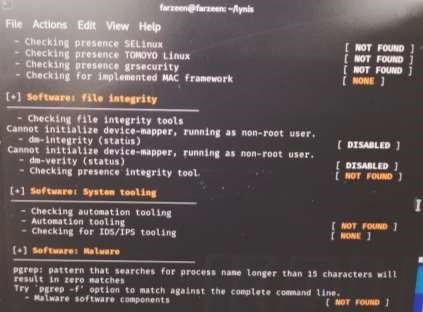 farzeen@farzeen: ~/lynis
File Actions Edit View Help
- Checking presence SELinux [ NOT FOUND ]
- Checking presence TOMOYO Linux [ NOT FOUND ]
- Checking presence grsecurity [ NOT FOUND ]
- Checking for implemented MAC framework [ NONE ]
[+] Software: file integrity
- Checking file integrity tools
Cannot initialize device-mapper, running as non-root user.
- dm-integrity (status) [ DISABLED ]
Cannot initialize device-mapper, running as non-root user.
- dm-verity (status) [ DISABLED ]
- Checking presence integrity tool [ NOT FOUND ]
[+] Software: System tooling
- Checking automation tooling
- Automation tooling [ NOT FOUND ]
- Checking for IDS/IPS tooling [ NONE ]
[+] Software: Malware
pgrep: pattern that searches for process name longer than 15 characters will
result in zero matches
Try `pgrep -f' option to match against the complete command line.
- Malware software components [ NOT FOUND ]